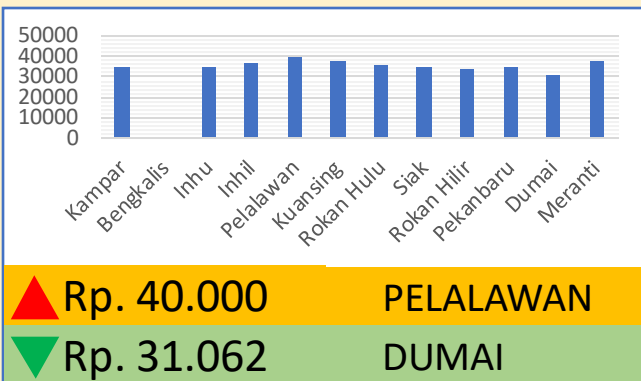 50000
40000
30000
20000
10000
0
Kampar
Bengkalis
Inhu
Inhil
Pelalawan
Kuansing
Rokan Hulu
Siak
Rokan Hilir
Pekanbaru
Dumai
Meranti
Rp. 40.000 PELALAWAN
Rp. 31.062 DUMAI